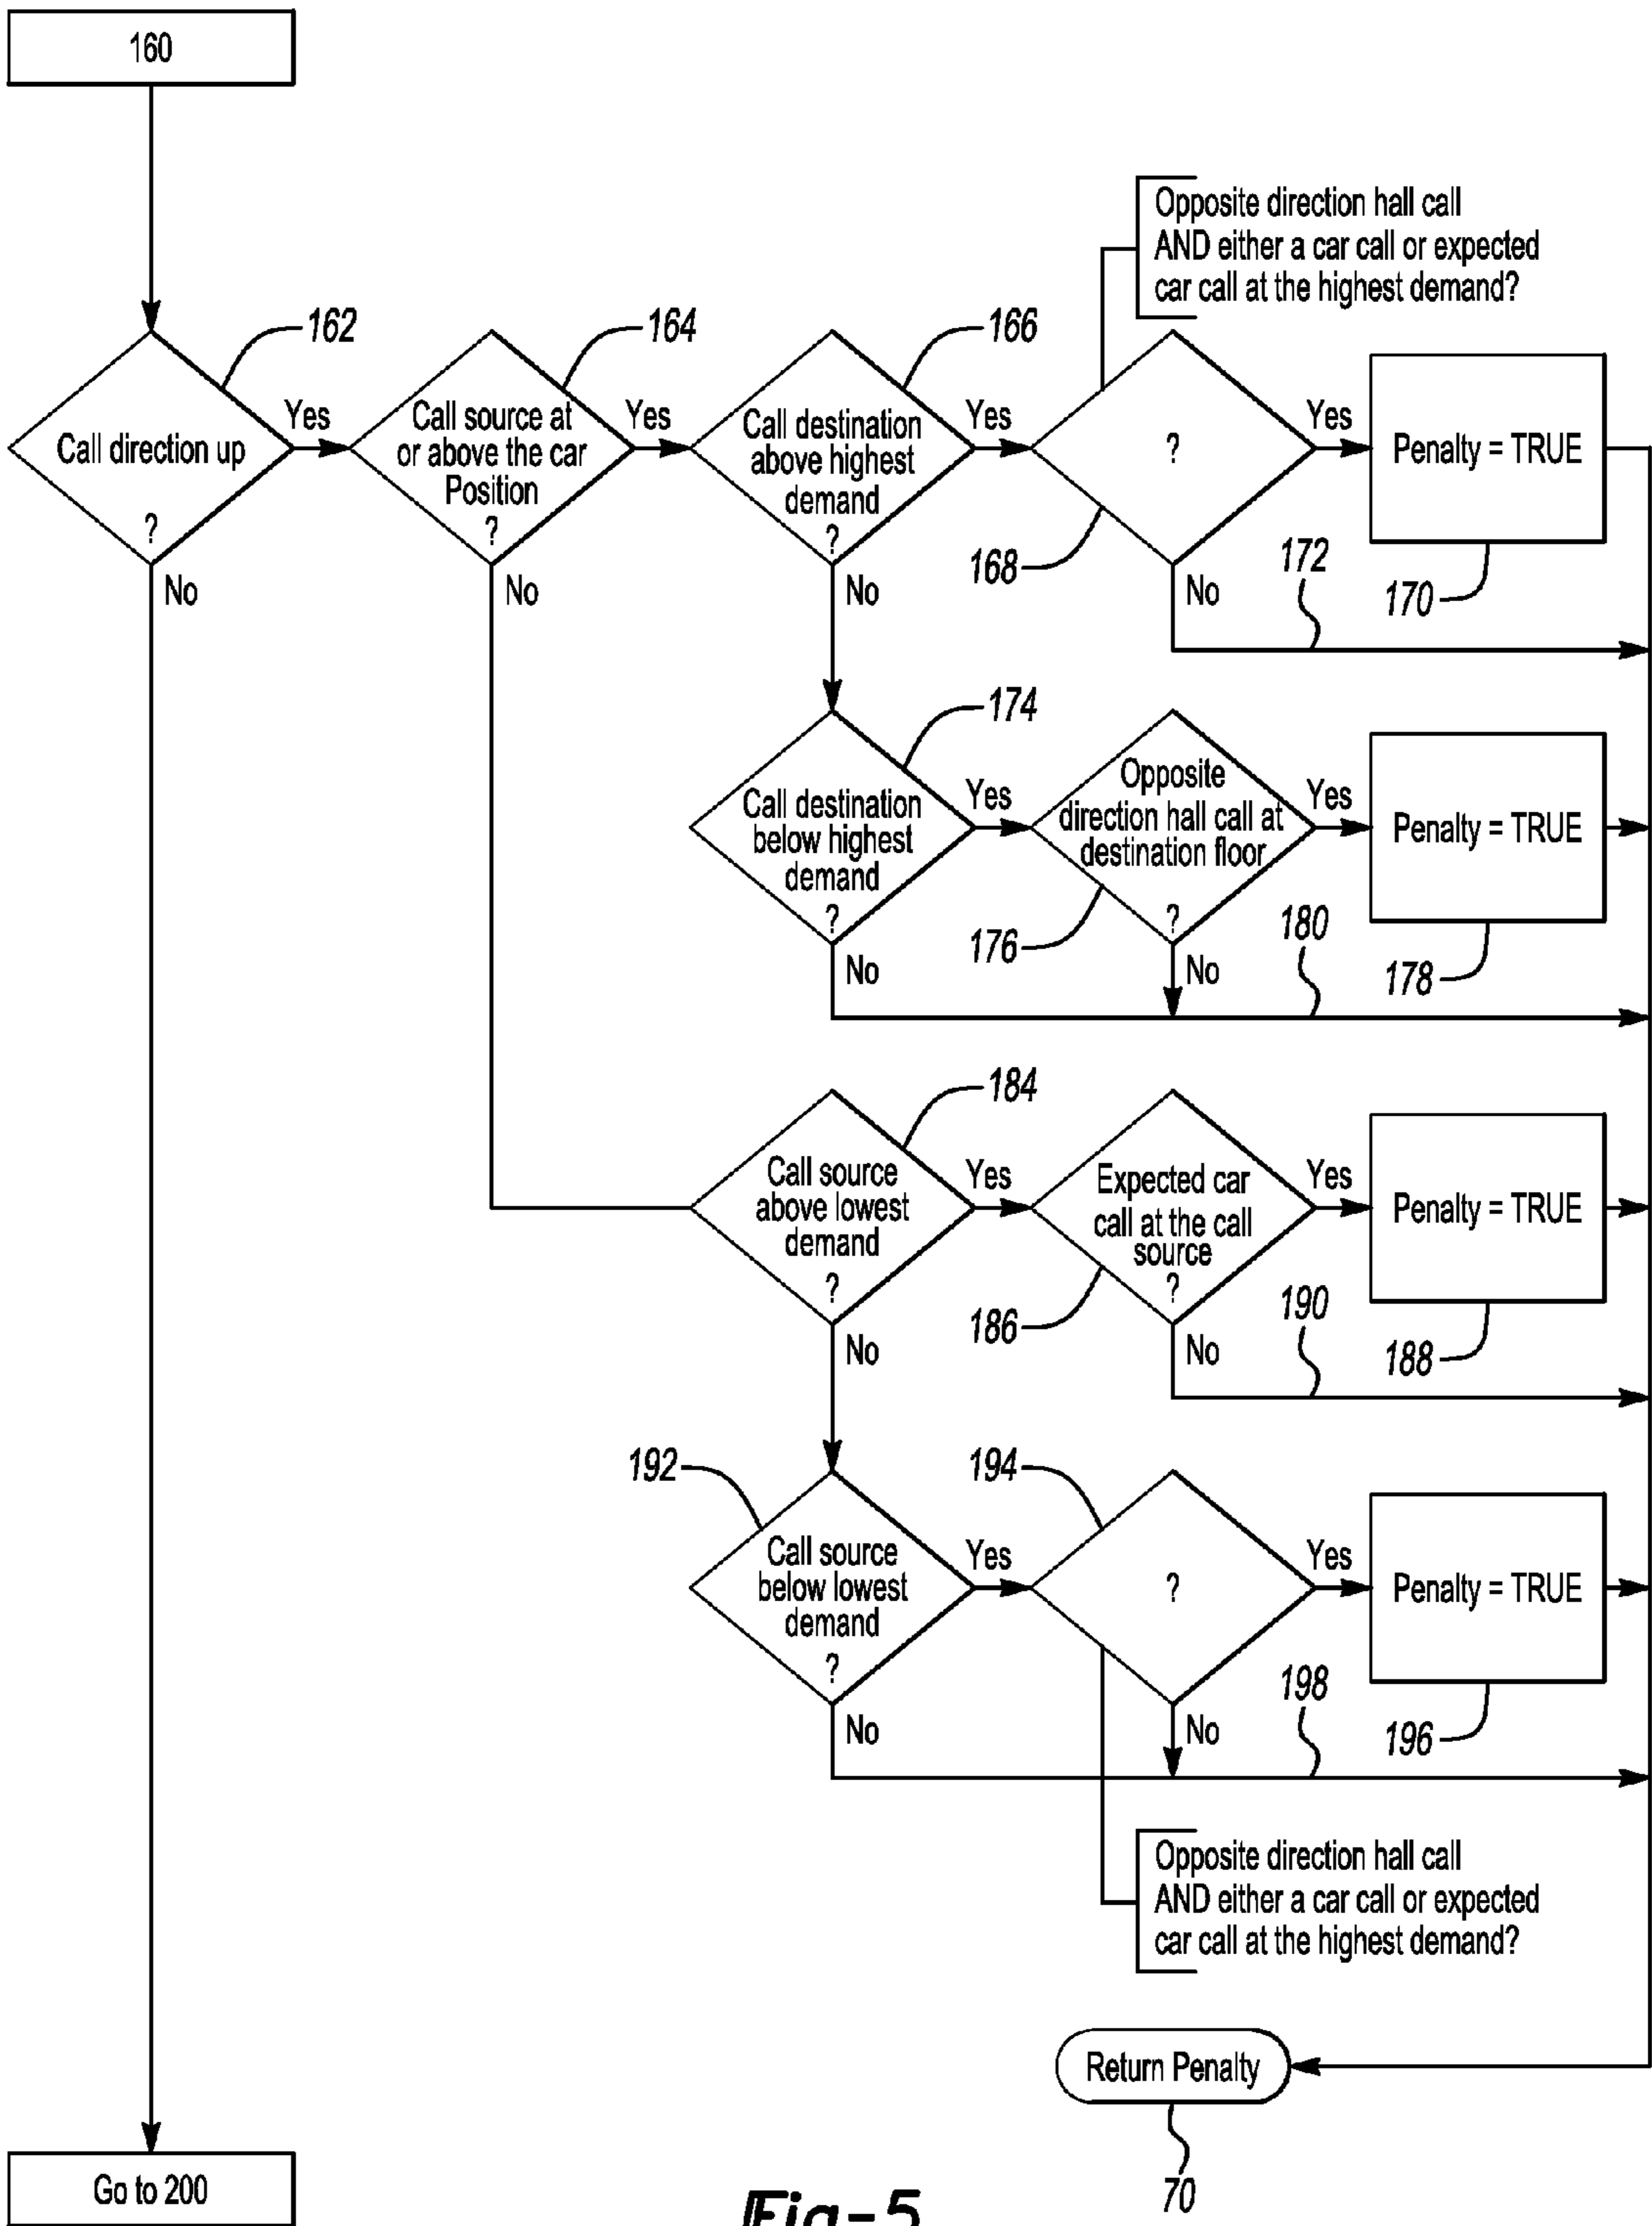 160
Opposite direction hall call
AND either a car call or expected
car call at the highest demand?
162
164
166
Call direction up
?
Yes
Call source at
or above the car
Position
?
Yes
Call destination
above highest
demand
?
Yes
?
Yes
Penalty = TRUE
168
172
170
No
No
No
No
174
Call destination
below highest
demand
?
Yes
Opposite
direction hall call at
destination floor
?
Yes
Penalty = TRUE
176
180
178
No
No
184
Call source
above lowest
demand
?
Yes
Expected car
call at the call
source
?
Yes
Penalty = TRUE
186
190
188
No
No
192
194
Call source
below lowest
demand
?
Yes
?
Yes
Penalty = TRUE
198
196
No
No
Opposite direction hall call
AND either a car call or expected
car call at the highest demand?
Return Penalty
70
Go to 200
Fig-5